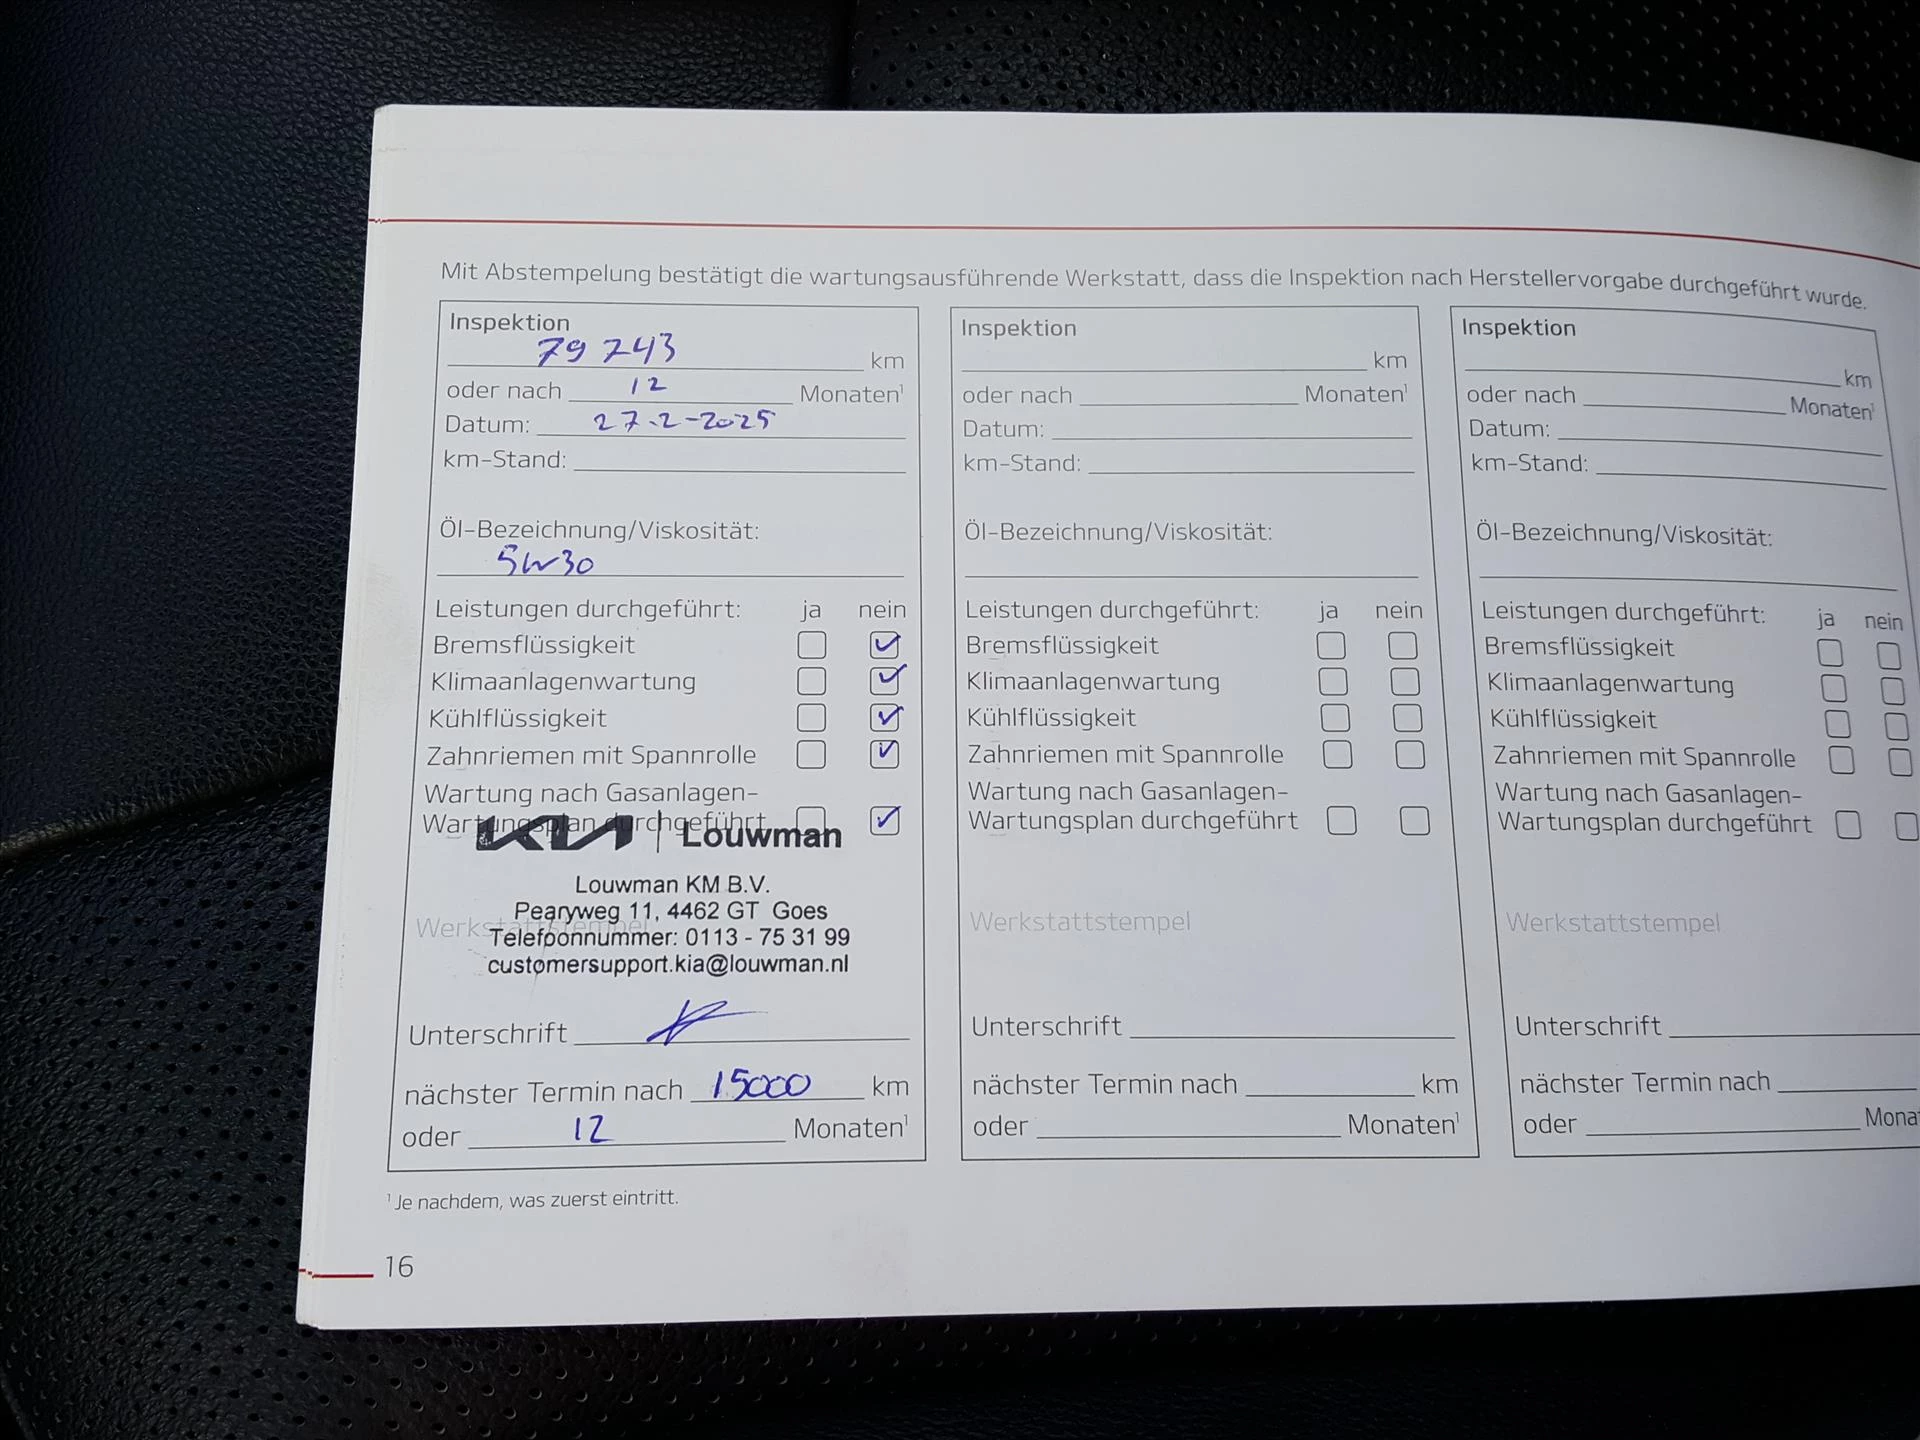 Mit Abstempelung bestätigt die wartungsausführende Werkstatt, dass die Inspektion nach Herstellervorgabe durchgeführt wurde.
Inspektion
79 743 km
oder nach 12 Monaten¹
Datum: 27-2-2025
km-Stand:
Öl-Bezeichnung/Viskosität:
5W30
Leistungen durchgeführt: ja nein
Bremsflüssigkeit
Klimaanlagenwartung
Kühlflüssigkeit
Zahnriemen mit Spannrolle
Wartung nach Gasanlagen-
Wartungsplan durchgeführt
KIA | Louwman
Louwman KM B.V.
Pearyweg 11, 4462 GT Goes
Werkstattstempel
Telefoonnummer: 0113 - 75 31 99
customersupport.kia@louwman.nl
Unterschrift
nächster Termin nach 15000 km
oder 12 Monaten¹
Inspektion
km
oder nach Monaten¹
Datum:
km-Stand:
Öl-Bezeichnung/Viskosität:
Leistungen durchgeführt: ja nein
Bremsflüssigkeit
Klimaanlagenwartung
Kühlflüssigkeit
Zahnriemen mit Spannrolle
Wartung nach Gasanlagen-
Wartungsplan durchgeführt
Werkstattstempel
Unterschrift
nächster Termin nach km
oder Monaten¹
Inspektion
km
oder nach Monaten¹
Datum:
km-Stand:
Öl-Bezeichnung/Viskosität:
Leistungen durchgeführt: ja nein
Bremsflüssigkeit
Klimaanlagenwartung
Kühlflüssigkeit
Zahnriemen mit Spannrolle
Wartung nach Gasanlagen-
Wartungsplan durchgeführt
Werkstattstempel
Unterschrift
nächster Termin nach
oder Mona
¹ Je nachdem, was zuerst eintritt.
16